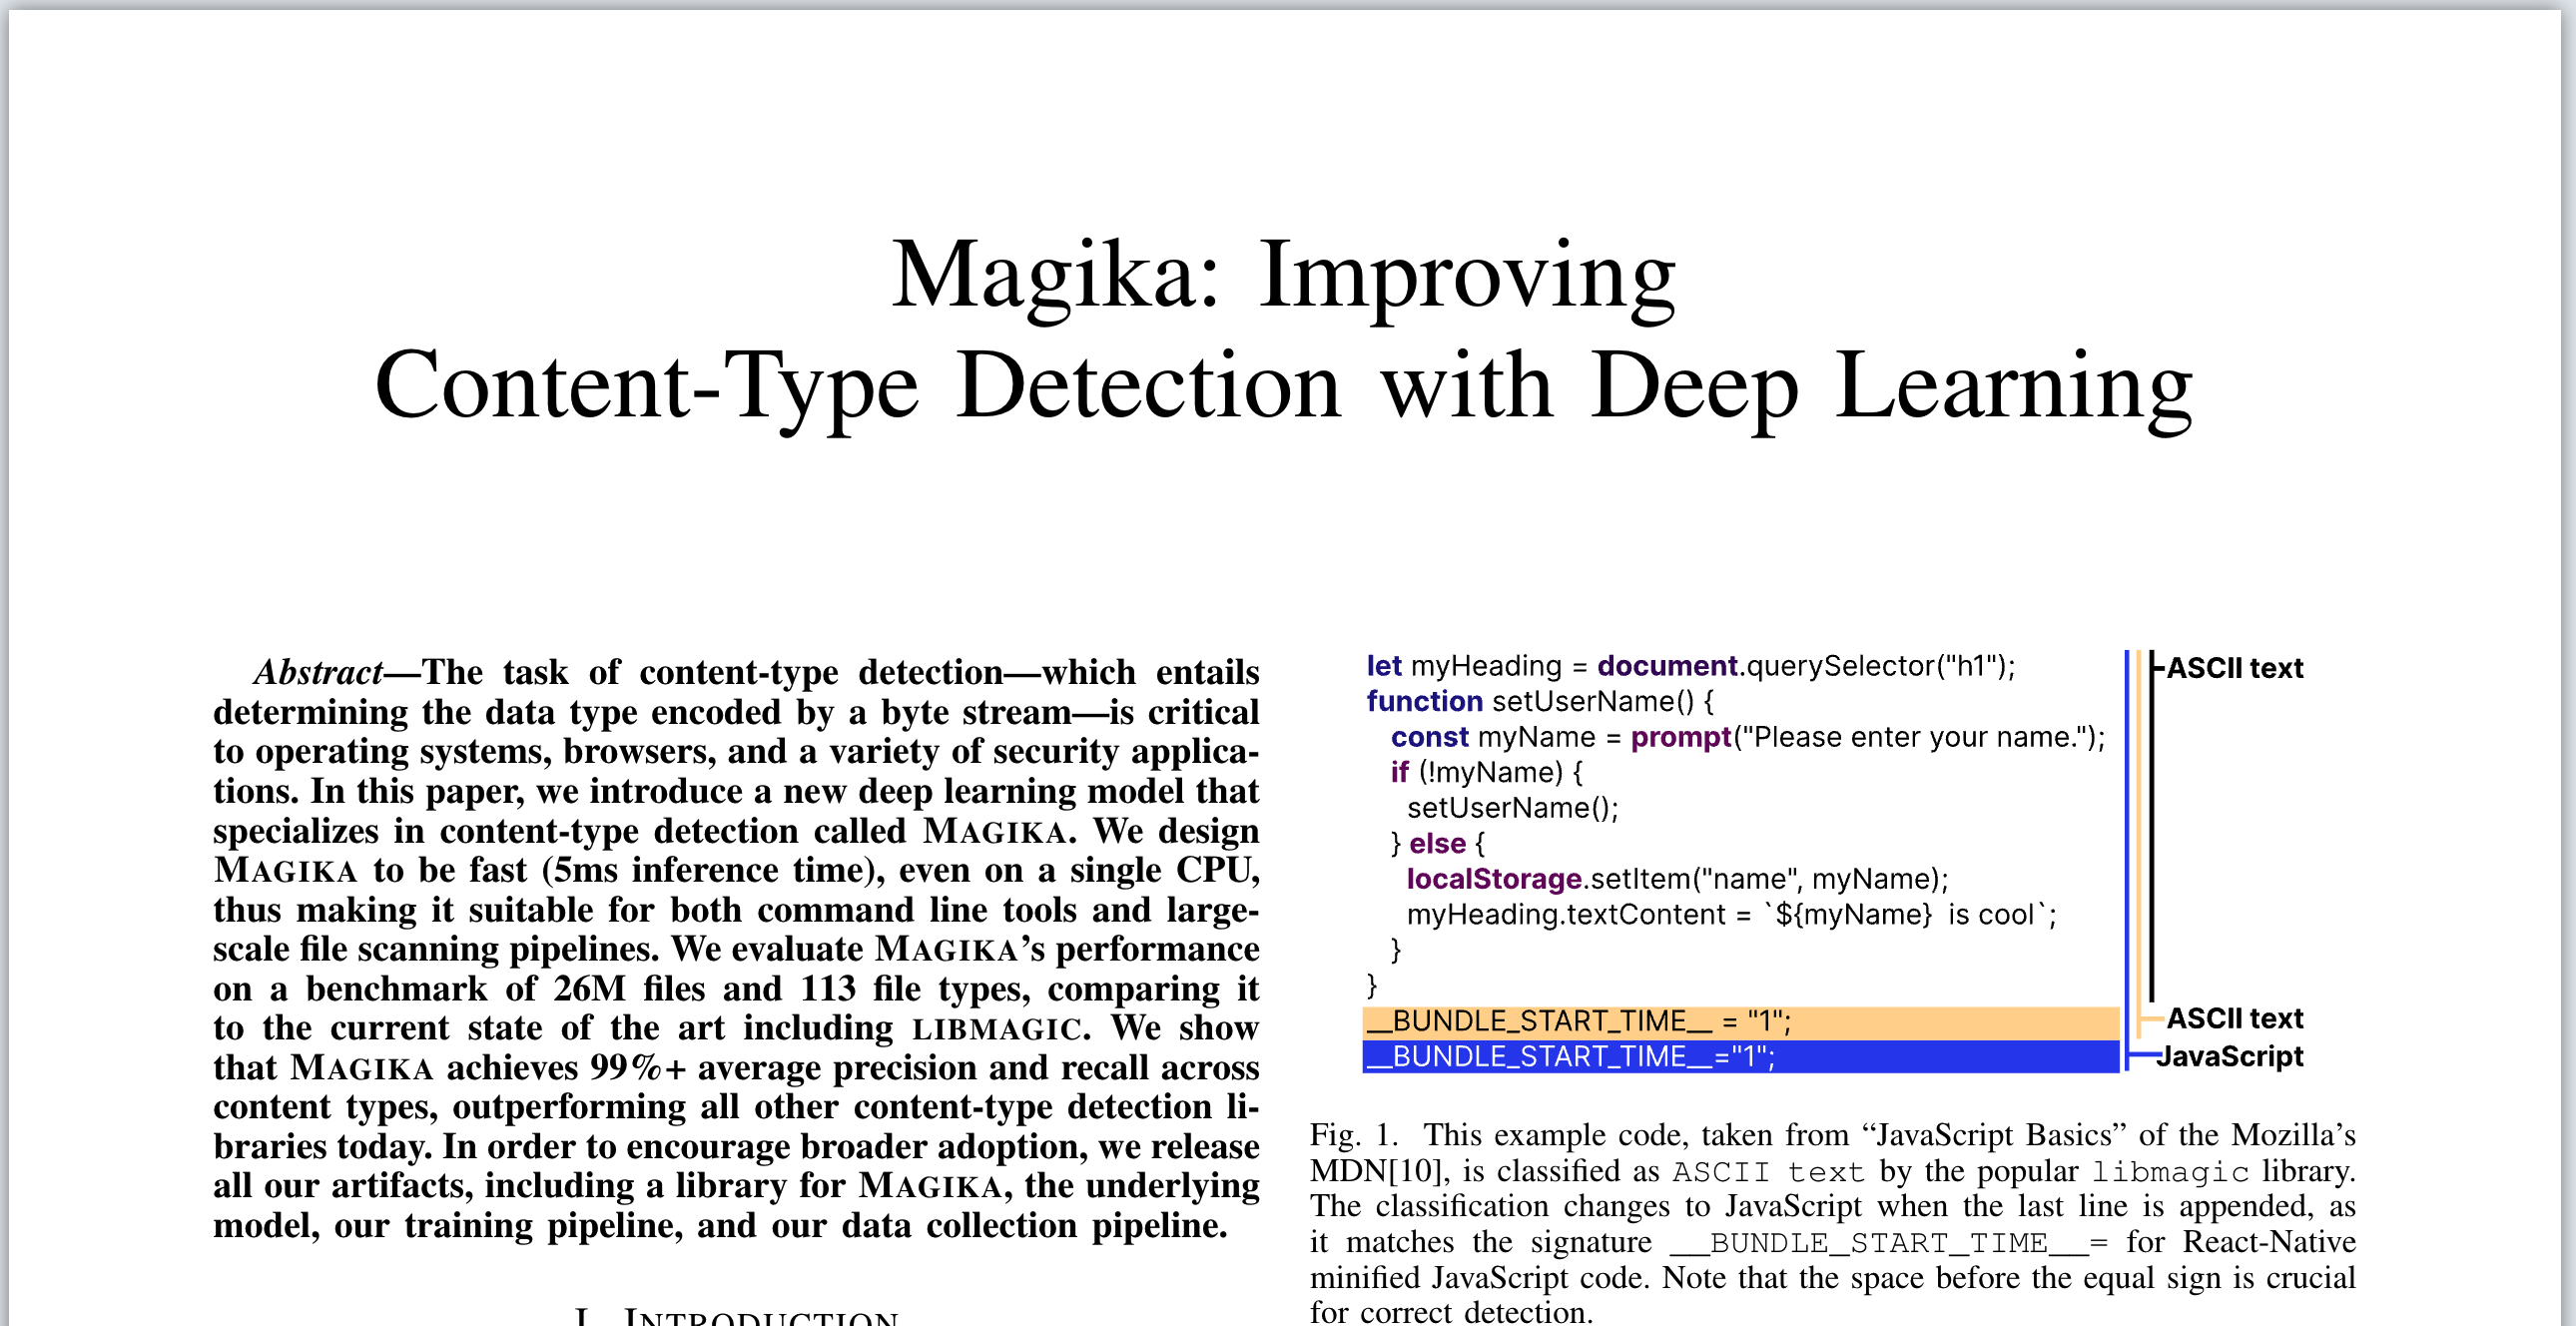 Magika: Improving
Content-Type Detection with Deep Learning
Abstract—The task of content-type detection—which entails
determining the data type encoded by a byte stream—is critical
to operating systems, browsers, and a variety of security applica-
tions. In this paper, we introduce a new deep learning model that
specializes in content-type detection called MAGIKA. We design
MAGIKA to be fast (5ms inference time), even on a single CPU,
thus making it suitable for both command line tools and large-
scale file scanning pipelines. We evaluate MAGIKA's performance
on a benchmark of 26M files and 113 file types, comparing it
to the current state of the art including LIBMAGIC. We show
that MAGIKA achieves 99%+ average precision and recall across
content types, outperforming all other content-type detection li-
braries today. In order to encourage broader adoption, we release
all our artifacts, including a library for MAGIKA, the underlying
model, our training pipeline, and our data collection pipeline.
I. INTRODUCTION
let myHeading = document.querySelector("h1");
function setUserName() {
const myName = prompt("Please enter your name.");
if (!myName) {
setUserName();
} else {
localStorage.setItem("name", myName);
myHeading.textContent = `${myName} is cool`;
}
}
__BUNDLE_START_TIME__ = "1";
__BUNDLE_START_TIME__="1";
ASCII text
ASCII text
JavaScript
Fig. 1. This example code, taken from “JavaScript Basics” of the Mozilla's
MDN[10], is classified as ASCII text by the popular libmagic library.
The classification changes to JavaScript when the last line is appended, as
it matches the signature __BUNDLE_START_TIME__= for React-Native
minified JavaScript code. Note that the space before the equal sign is crucial
for correct detection.